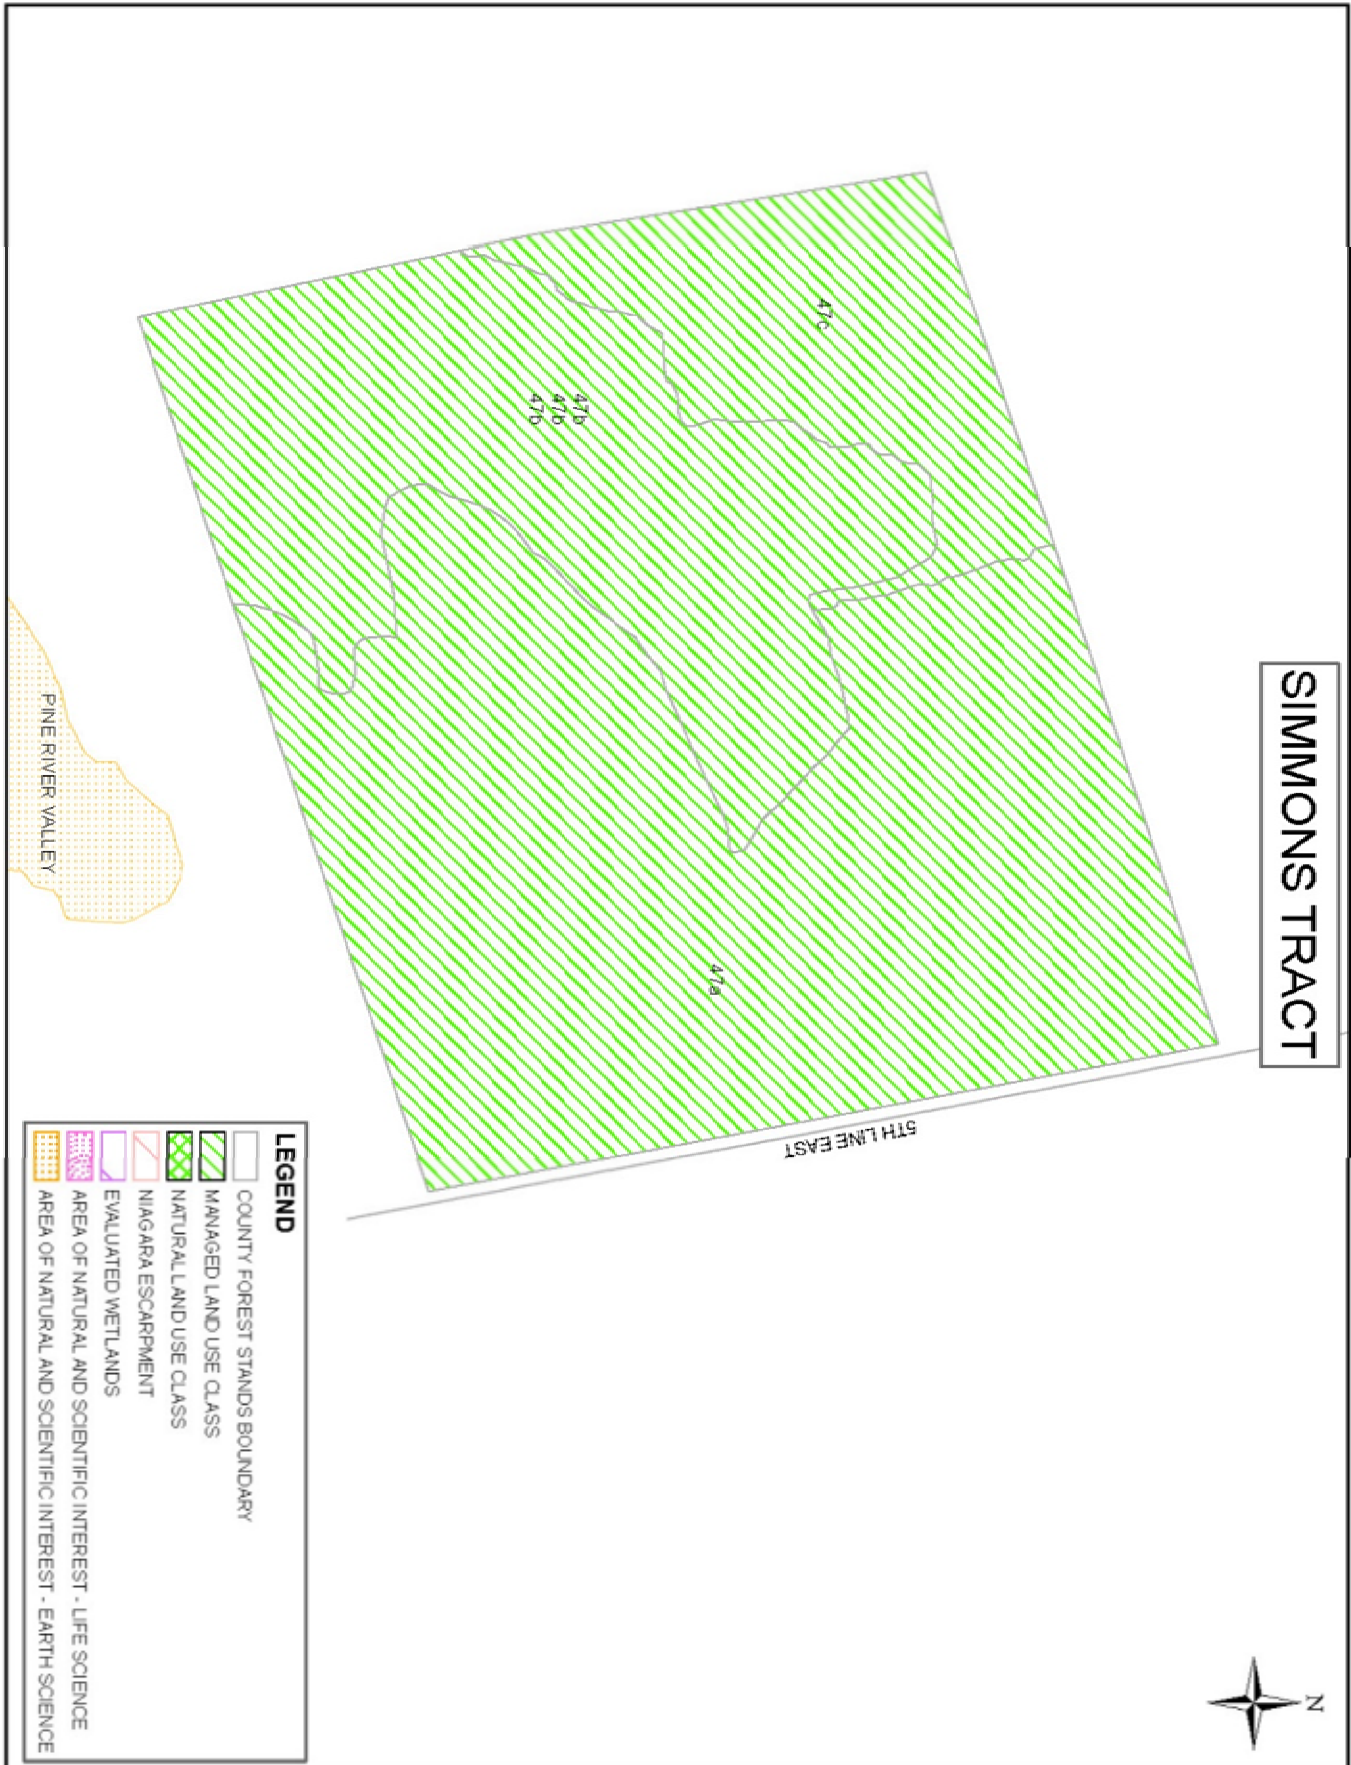 SIMMONS TRACT
N
47c
47b
47b
47b
47a
5TH LINE EAST
PINE RIVER VALLEY
LEGEND
COUNTY FOREST STANDS BOUNDARY
MANAGED LAND USE CLASS
NATURAL LAND USE CLASS
NIAGARA ESCARPMENT
EVALUATED WETLANDS
AREA OF NATURAL AND SCIENTIFIC INTEREST - LIFE SCIENCE
AREA OF NATURAL AND SCIENTIFIC INTEREST - EARTH SCIENCE